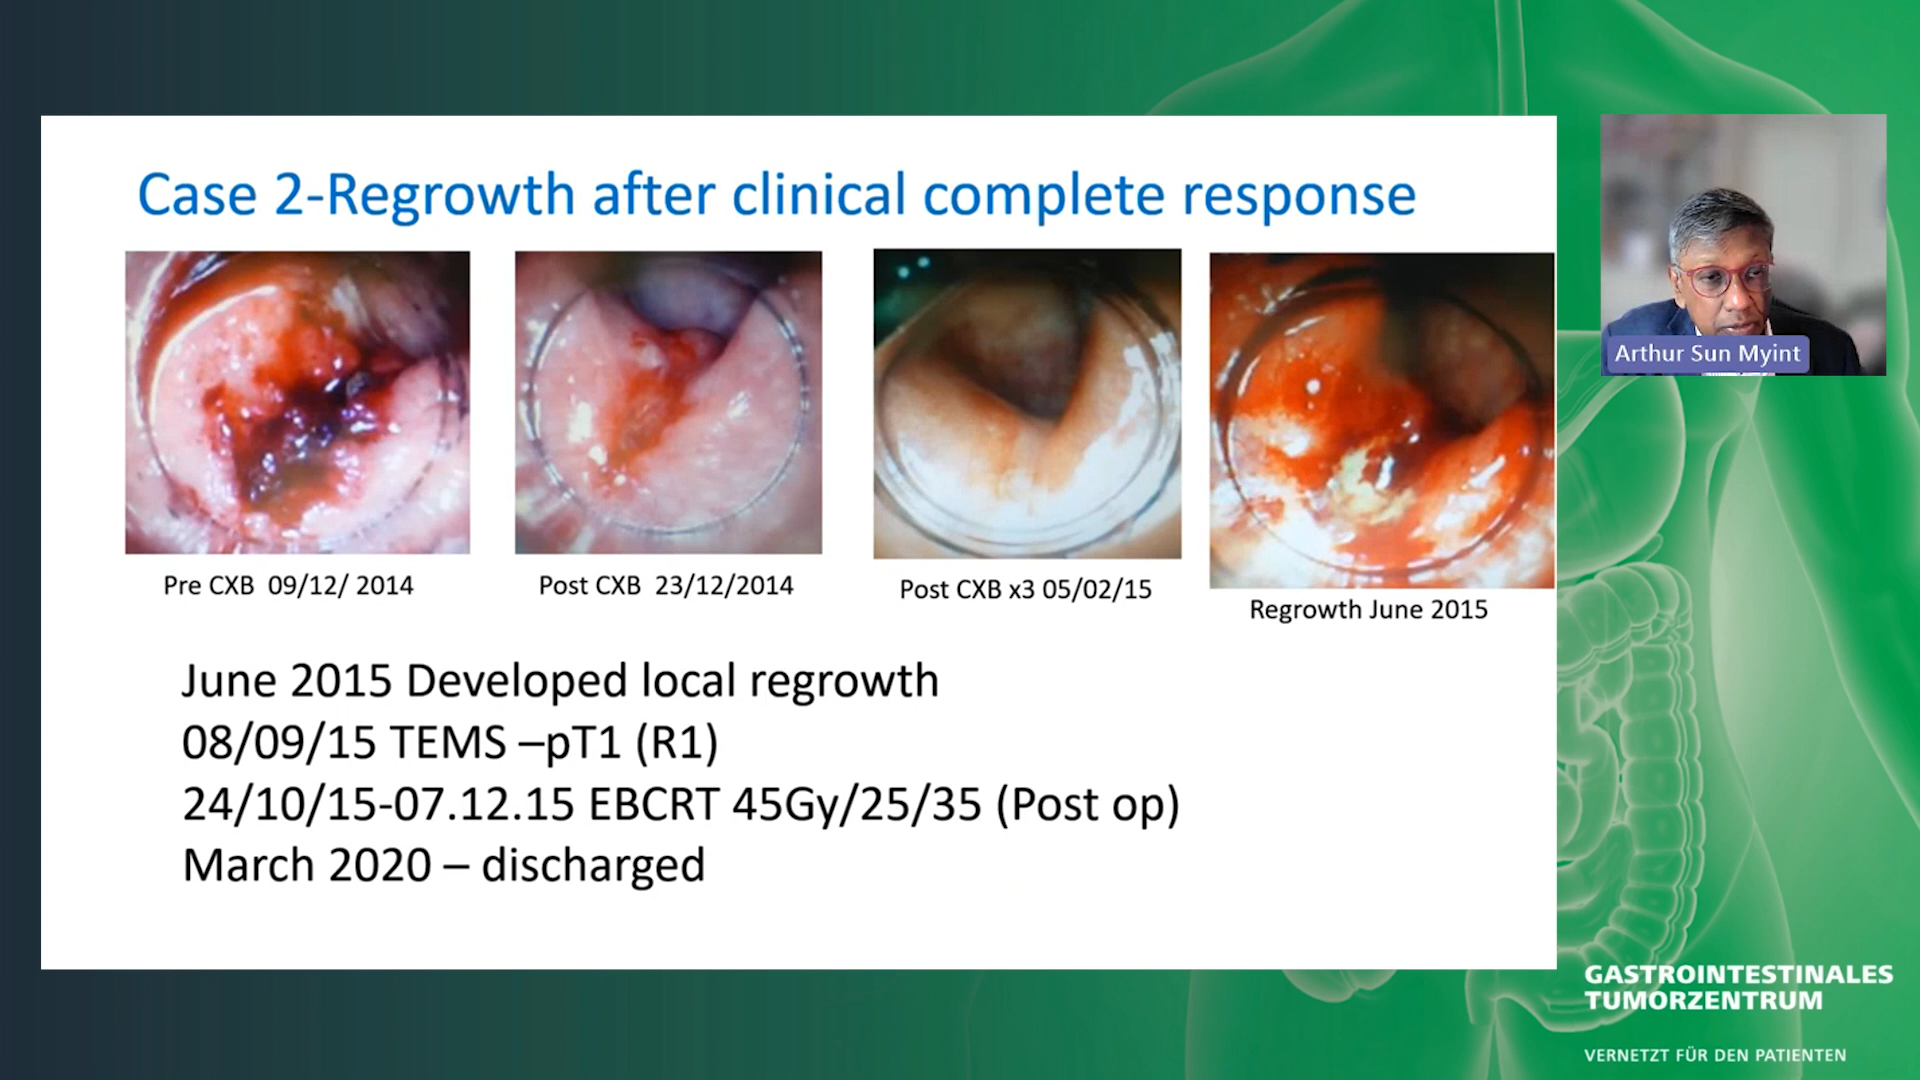 Case 2-Regrowth after clinical complete response
Pre CXB 09/12/ 2014
Post CXB 23/12/2014
Post CXB x3 05/02/15
Regrowth June 2015
June 2015 Developed local regrowth
08/09/15 TEMS –pT1 (R1)
24/10/15-07.12.15 EBCRT 45Gy/25/35 (Post op)
March 2020 – discharged
Arthur Sun Myint
GASTROINTESTINALES
TUMORZENTRUM
VERNETZT FÜR DEN PATIENTEN